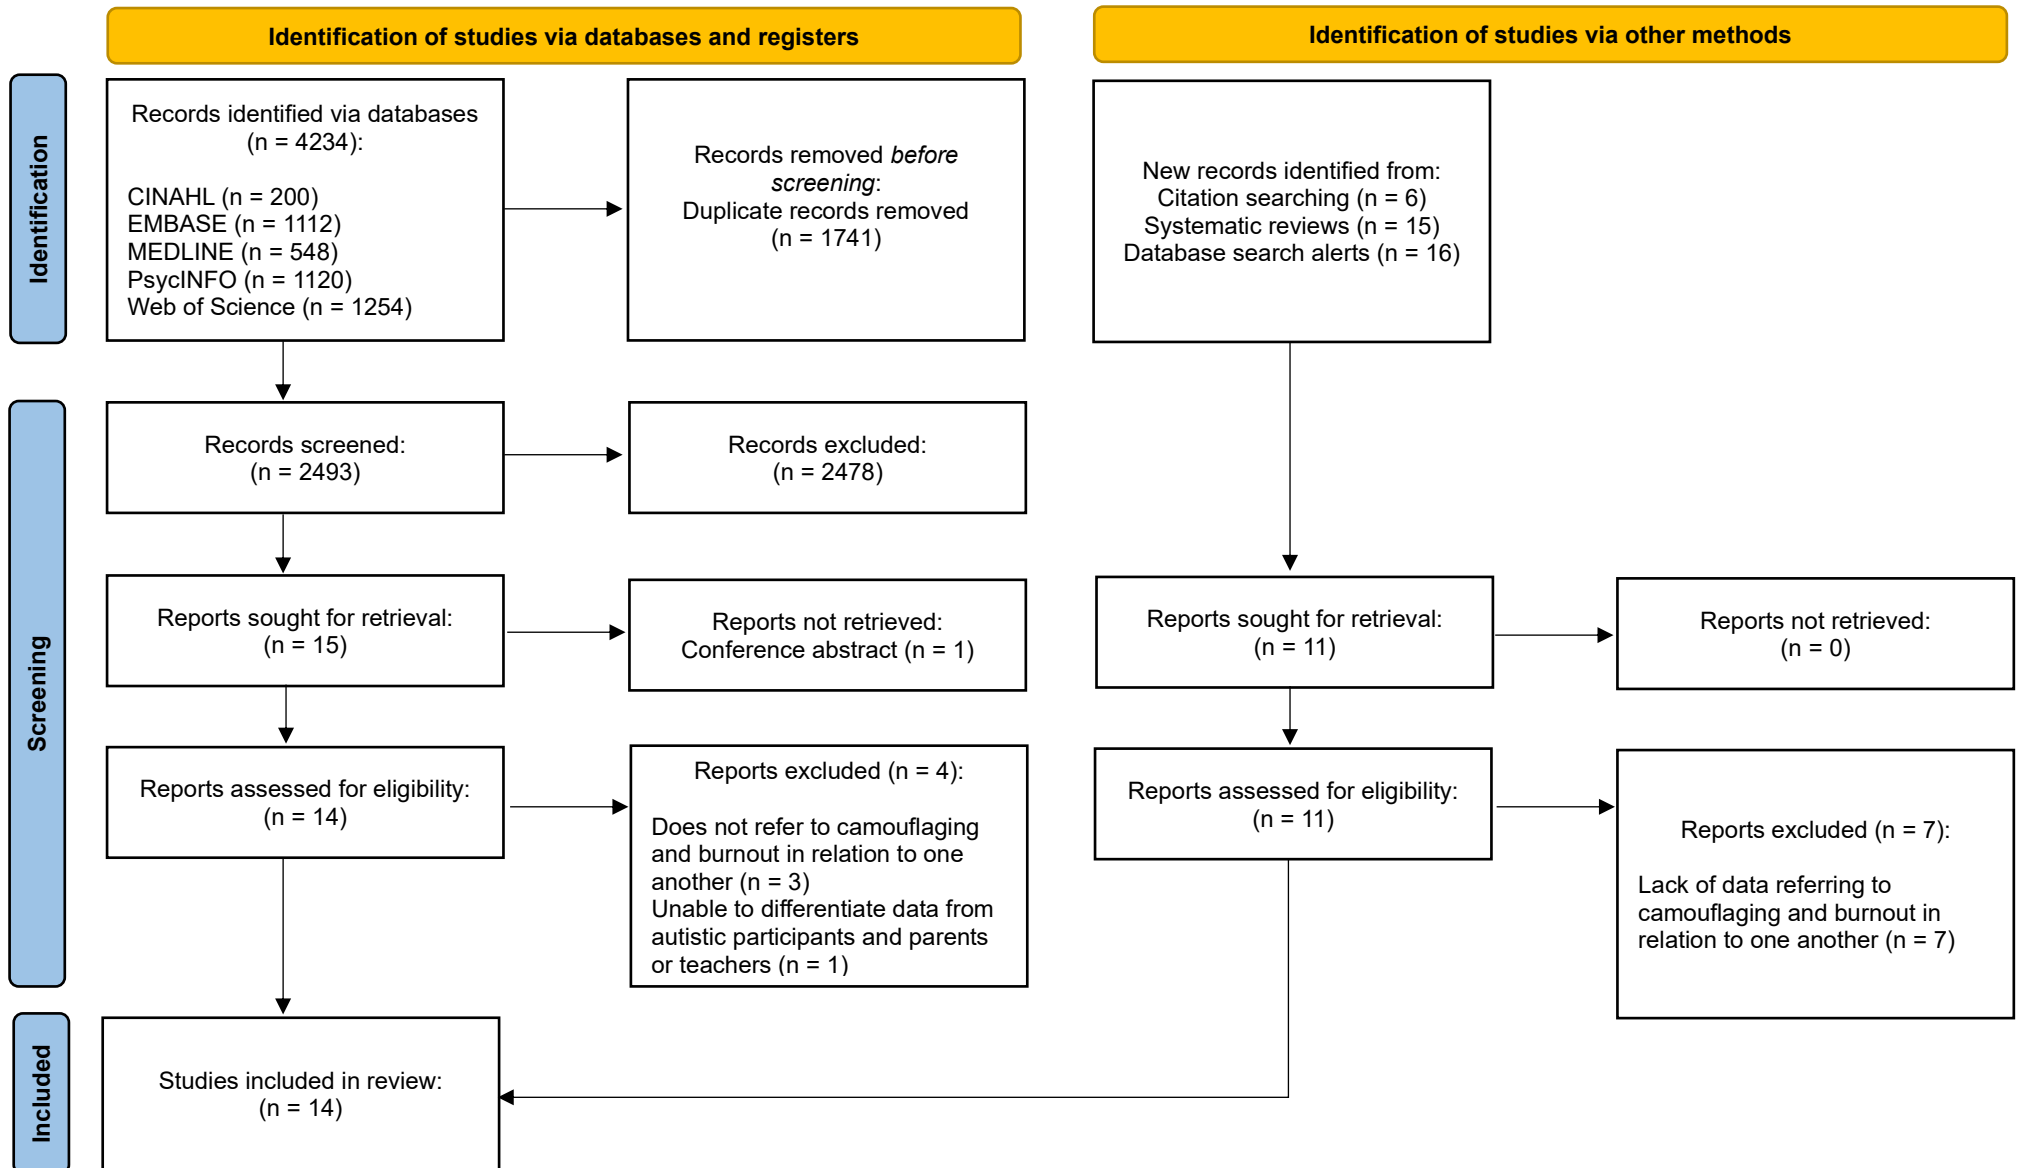 Identification of studies via databases and registers
Identification of studies via other methods
Identification
Records identified via databases
(n = 4234):
CINAHL (n = 200)
EMBASE (n = 1112)
MEDLINE (n = 548)
PsycINFO (n = 1120)
Web of Science (n = 1254)
Records removed before
screening:
Duplicate records removed
(n = 1741)
New records identified from:
Citation searching (n = 6)
Systematic reviews (n = 15)
Database search alerts (n = 16)
Screening
Records screened:
(n = 2493)
Records excluded:
(n = 2478)
Reports sought for retrieval:
(n = 15)
Reports not retrieved:
Conference abstract (n = 1)
Reports sought for retrieval:
(n = 11)
Reports not retrieved:
(n = 0)
Reports assessed for eligibility:
(n = 14)
Reports excluded (n = 4):
Does not refer to camouflaging
and burnout in relation to one
another (n = 3)
Unable to differentiate data from
autistic participants and parents
or teachers (n = 1)
Reports assessed for eligibility:
(n = 11)
Reports excluded (n = 7):
Lack of data referring to
camouflaging and burnout in
relation to one another (n = 7)
Included
Studies included in review:
(n = 14)